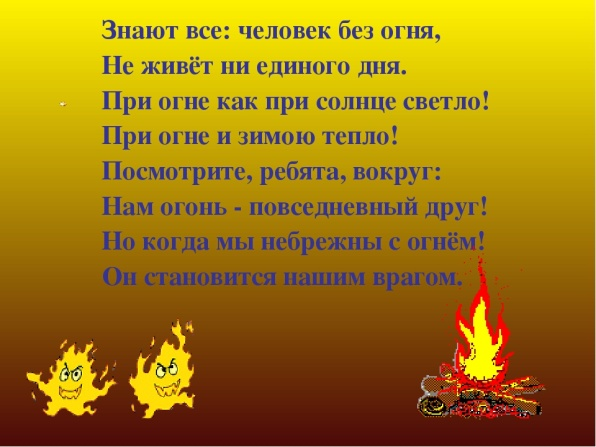 Знают все: человек без огня,
Не живёт ни единого дня.
При огне как при солнце светло!
При огне и зимою тепло!
Посмотрите, ребята, вокруг:
Нам огонь - повседневный друг!
Но когда мы небрежны с огнём!
Он становится нашим врагом.